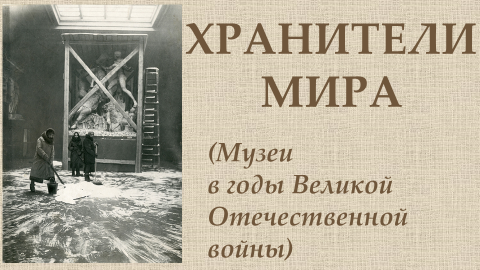 ХРАНИТЕЛИ
МИРА
(Музеи
в годы Великой
Отечественной
войны)